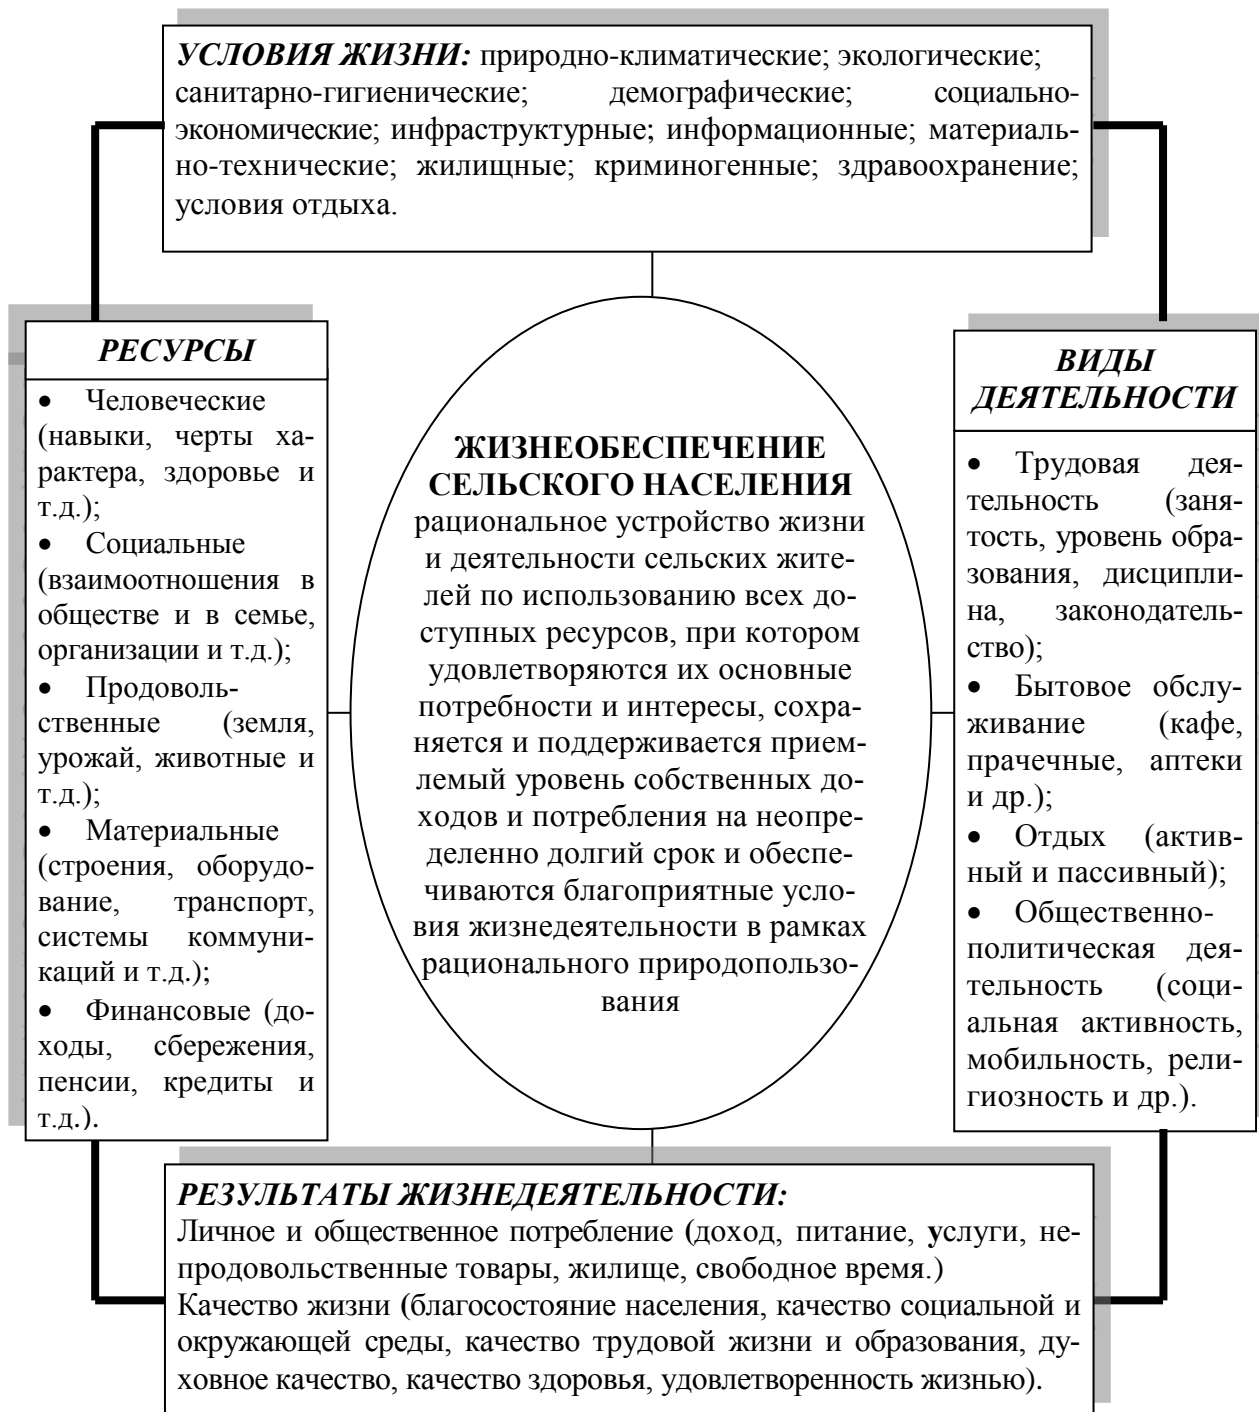 УСЛОВИЯ ЖИЗНИ: природно-климатические; экологические;
санитарно-гигиенические; демографические; социально-
экономические; инфраструктурные; информационные; материаль-
но-технические; жилищные; криминогенные; здравоохранение;
условия отдыха.
РЕСУРСЫ
• Человеческие
(навыки, черты ха-
рактера, здоровье и
т.д.);
• Социальные
(взаимоотношения в
обществе и в семье,
организации и т.д.);
• Продоволь-
ственные (земля,
урожай, животные и
т.д.);
• Материальные
(строения, оборудо-
вание, транспорт,
системы коммуни-
каций и т.д.);
• Финансовые (до-
ходы, сбережения,
пенсии, кредиты и
т.д.).
ЖИЗНЕОБЕСПЕЧЕНИЕ
СЕЛЬСКОГО НАСЕЛЕНИЯ
рациональное устройство жизни
и деятельности сельских жите-
лей по использованию всех до-
ступных ресурсов, при котором
удовлетворяются их основные
потребности и интересы, сохра-
няется и поддерживается прием-
лемый уровень собственных до-
ходов и потребления на неопре-
деленно долгий срок и обеспе-
чиваются благоприятные усло-
вия жизнедеятельности в рамках
рационального природопользо-
вания
ВИДЫ
ДЕЯТЕЛЬНОСТИ
• Трудовая дея-
тельность (заня-
тость, уровень обра-
зования, дисципли-
на, законодатель-
ство);
• Бытовое обслу-
живание (кафе,
прачечные, аптеки
и др.);
• Отдых (актив-
ный и пассивный);
• Общественно-
политическая дея-
тельность (соци-
альная активность,
мобильность, рели-
гиозность и др.).
РЕЗУЛЬТАТЫ ЖИЗНЕДЕЯТЕЛЬНОСТИ:
Личное и общественное потребление (доход, питание, услуги, не-
продовольственные товары, жилище, свободное время.)
Качество жизни (благосостояние населения, качество социальной и
окружающей среды, качество трудовой жизни и образования, ду-
ховное качество, качество здоровья, удовлетворенность жизнью).